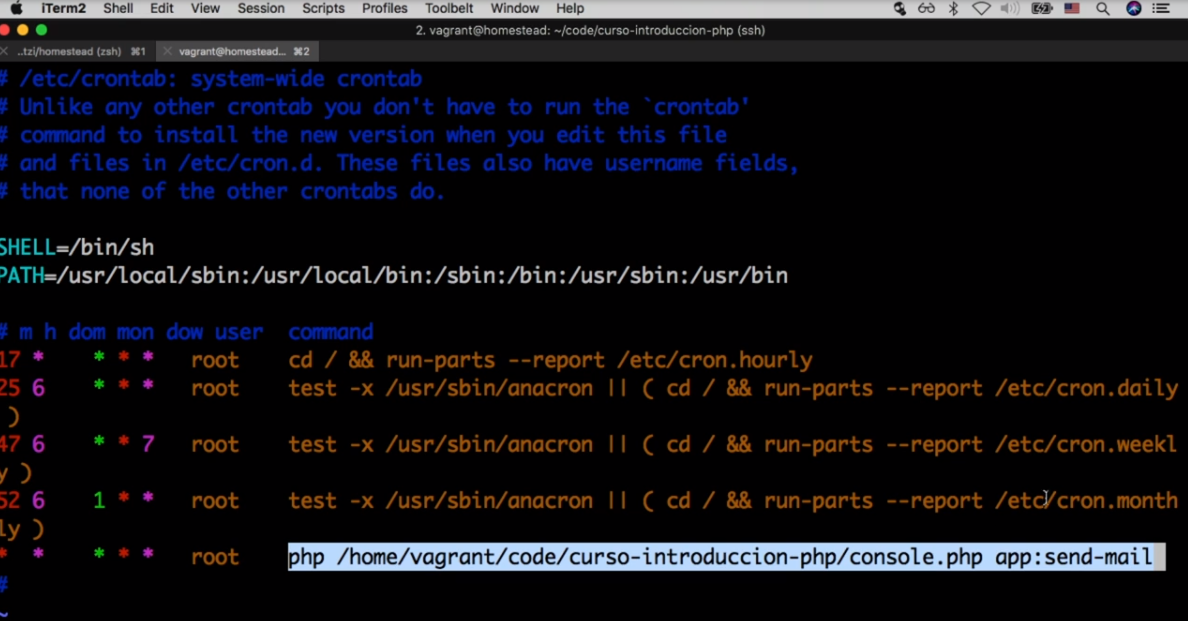 iTerm2 Shell Edit View Session Scripts Profiles Toolbelt Window Help
2. vagrant@homestead: ~/code/curso-introduccion-php (ssh)
..tzi/homestead (zsh) ⌘1 vagrant@homestead... ⌘2
# /etc/crontab: system-wide crontab
# Unlike any other crontab you don't have to run the `crontab'
# command to install the new version when you edit this file
# and files in /etc/cron.d. These files also have username fields,
# that none of the other crontabs do.
SHELL=/bin/sh
PATH=/usr/local/sbin:/usr/local/bin:/sbin:/bin:/usr/sbin:/usr/bin
# m h dom mon dow user command
17 * * * * root cd / && run-parts --report /etc/cron.hourly
25 6 * * * root test -x /usr/sbin/anacron || ( cd / && run-parts --report /etc/cron.daily
)
47 6 * * 7 root test -x /usr/sbin/anacron || ( cd / && run-parts --report /etc/cron.weekl
y )
52 6 1 * * root test -x /usr/sbin/anacron || ( cd / && run-parts --report /etc/cron.month
ly )
* * * * * root php /home/vagrant/code/curso-introduccion-php/console.php app:send-mail
#
~